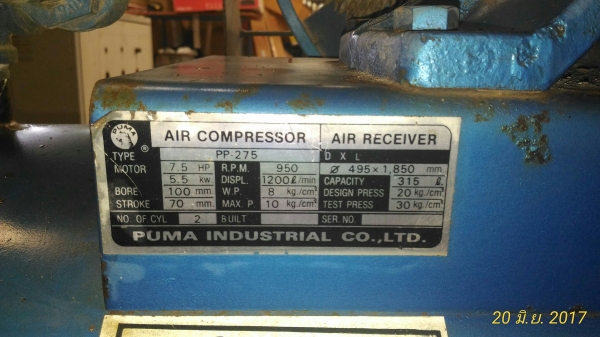 PUMA ®
AIR COMPRESSOR AIR RECEIVER
TYPE PP-275 D X L
MOTOR 7.5 HP R.P.M. 950 Ø 495 × 1,850 mm
5.5 kw DISPL. 1200ℓ/min CAPACITY 315 ℓ.
BORE 100 mm W.P. 8 kg./cm² DESIGN PRESS 20 kg./cm²
STROKE 70 mm MAX. P. 10 kg./cm² TEST PRESS 30 kg./cm²
NO. OF CYL 2 BUILT SER. NO.
PUMA INDUSTRIAL CO.,LTD.
20 มิ.ย. 2017